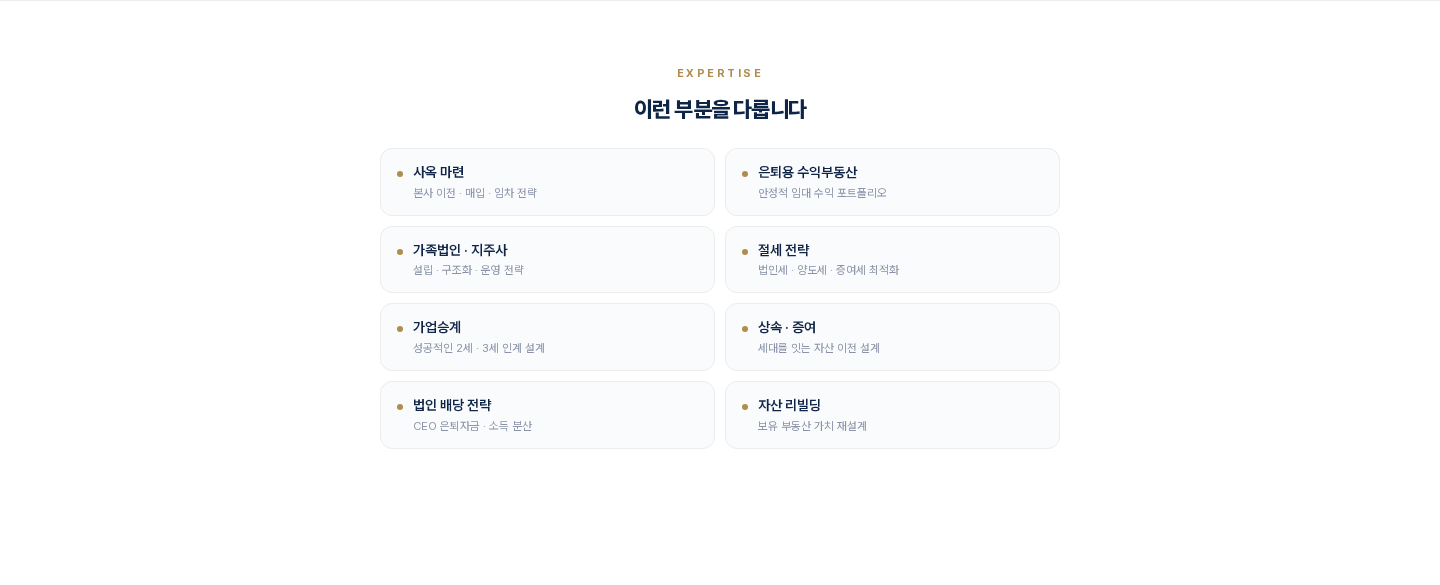 EXPERTISE
이런 부분을 다룹니다
사옥 마련
본사 이전 · 매입 · 임차 전략
은퇴용 수익부동산
안정적 임대 수익 포트폴리오
가족법인 · 지주사
설립 · 구조화 · 운영 전략
절세 전략
법인세 · 양도세 · 증여세 최적화
가업승계
성공적인 2세 · 3세 인계 설계
상속 · 증여
세대를 잇는 자산 이전 설계
법인 배당 전략
CEO 은퇴자금 · 소득 분산
자산 리빌딩
보유 부동산 가치 재설계